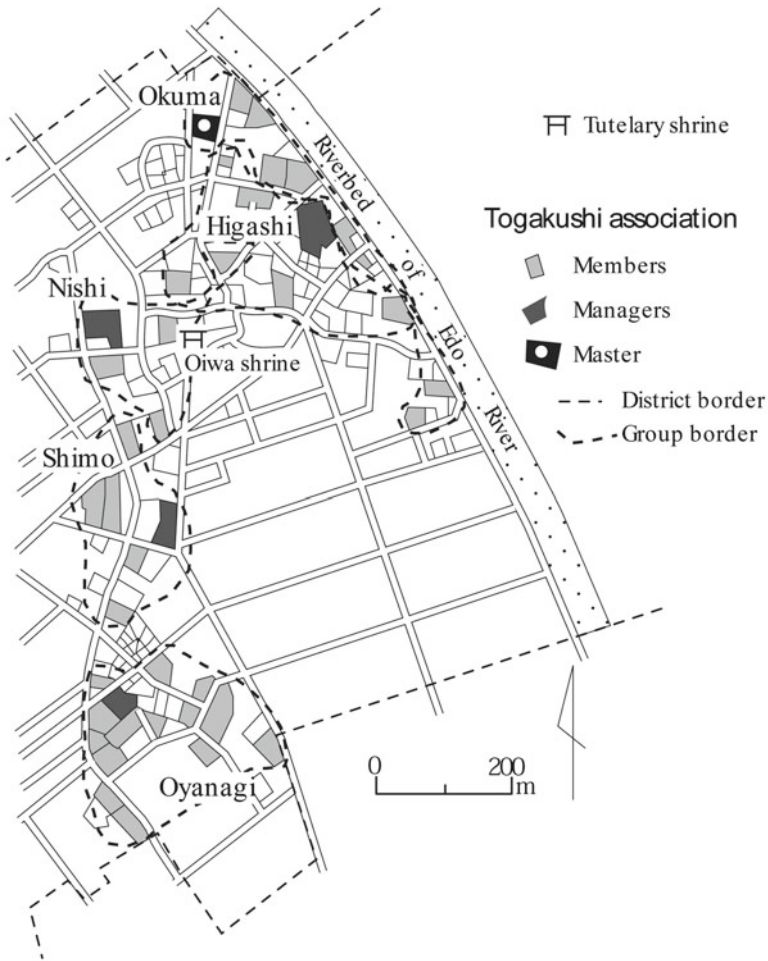 Okuma
Tutelary shrine
Riverbed
of
Edo
River
Higashi
Togakushi association
Members
Managers
Master
District border
Group border
Nishi
Oiwa shrine
Shimo
Oyanagi
0
200
m